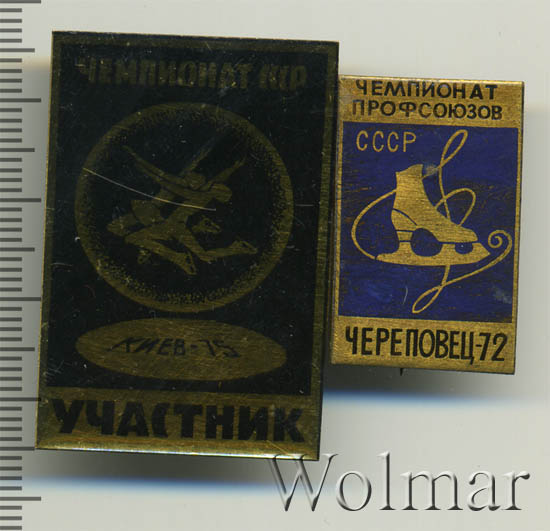 ЧЕМПИОНАТ
КИЕВ-75
УЧАСТНИК
ЧЕМПИОНАТ
ПРОФСОЮЗОВ
СССР
ЧЕРЕПОВЕЦ-72
Wolmar